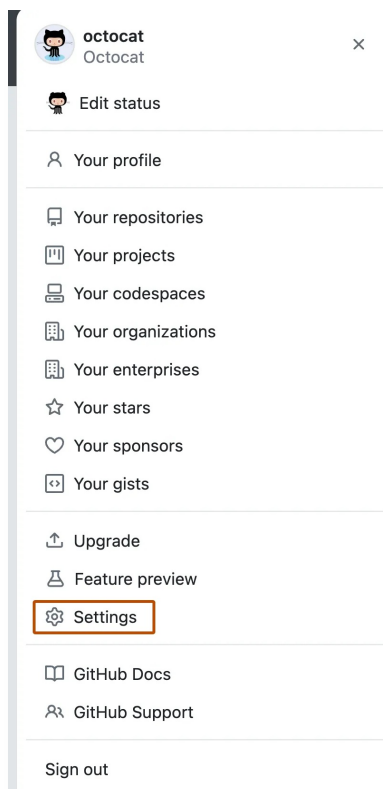 octocat
Octocat
Edit status
Your profile
Your repositories
Your projects
Your codespaces
Your organizations
Your enterprises
Your stars
Your sponsors
Your gists
Upgrade
Feature preview
Settings
GitHub Docs
GitHub Support
Sign out